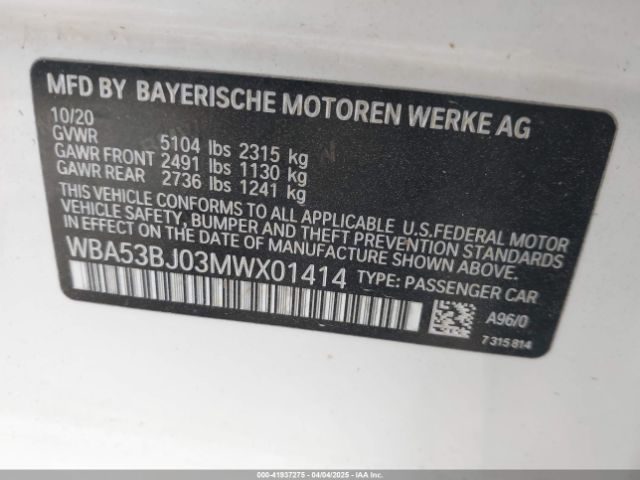 MFD BY BAYERISCHE MOTOREN WERKE AG
10/20
GVWR 5104 lbs 2315 kg
GAWR FRONT 2491 lbs 1130 kg
GAWR REAR 2736 lbs 1241 kg
THIS VEHICLE CONFORMS TO ALL APPLICABLE U.S.FEDERAL MOTOR
VEHICLE SAFETY, BUMPER AND THEFT PREVENTION STANDARDS
IN EFFECT ON THE DATE OF MANUFACTURE SHOWN ABOVE.
WBA53BJ03MWX01414 TYPE: PASSENGER CAR
A96/0
7315814
000-41937275 - 04/04/2025 - COPART